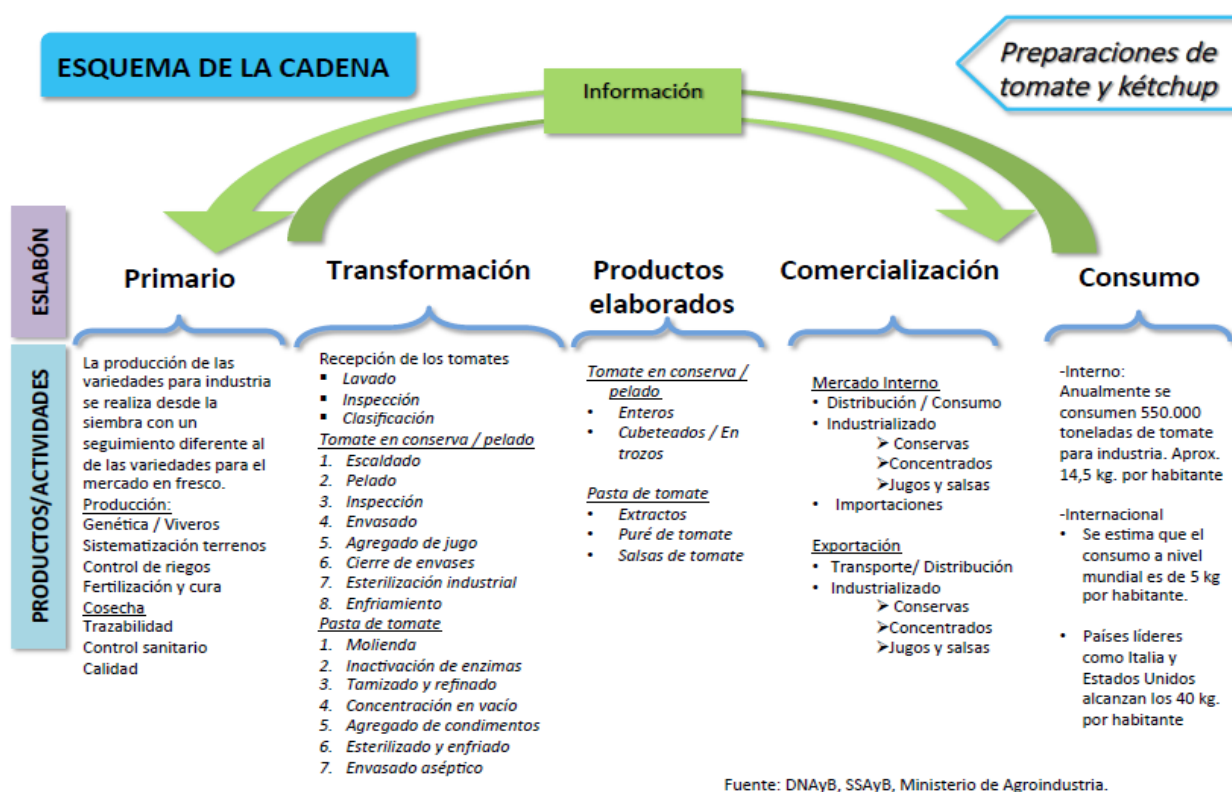 ESQUEMA DE LA CADENA
Preparaciones de
tomate y kétchup
Información
ESLABÓN
PRODUCTOS/ACTIVIDADES
Primario
La producción de las
variedades para industria
se realiza desde la
siembra con un
seguimiento diferente al
de las variedades para el
mercado en fresco.
Producción:
Genética / Viveros
Sistematización terrenos
Control de riegos
Fertilización y cura
Cosecha
Trazabilidad
Control sanitario
Calidad
Transformación
Recepción de los tomates
▪ Lavado
▪ Inspección
▪ Clasificación
Tomate en conserva / pelado
1. Escaldado
2. Pelado
3. Inspección
4. Envasado
5. Agregado de jugo
6. Cierre de envases
7. Esterilización industrial
8. Enfriamiento
Pasta de tomate
1. Molienda
2. Inactivación de enzimas
3. Tamizado y refinado
4. Concentración en vacío
5. Agregado de condimentos
6. Esterilizado y enfriado
7. Envasado aséptico
Productos
elaborados
Tomate en conserva /
pelado
• Enteros
• Cubeteados / En
trozos
Pasta de tomate
• Extractos
• Puré de tomate
• Salsas de tomate
Comercialización
Mercado Interno
• Distribución / Consumo
• Industrializado
➢ Conservas
➢Concentrados
➢Jugos y salsas
• Importaciones
Exportación
• Transporte/ Distribución
• Industrializado
➢ Conservas
➢Concentrados
➢Jugos y salsas
Consumo
-Interno:
Anualmente se
consumen 550.000
toneladas de tomate
para industria. Aprox.
14,5 kg. por habitante
-Internacional
• Se estima que el
consumo a nivel
mundial es de 5 kg
por habitante.
• Países líderes
como Italia y
Estados Unidos
alcanzan los 40 kg.
por habitante
Fuente: DNAyB, SSAyB, Ministerio de Agroindustria.